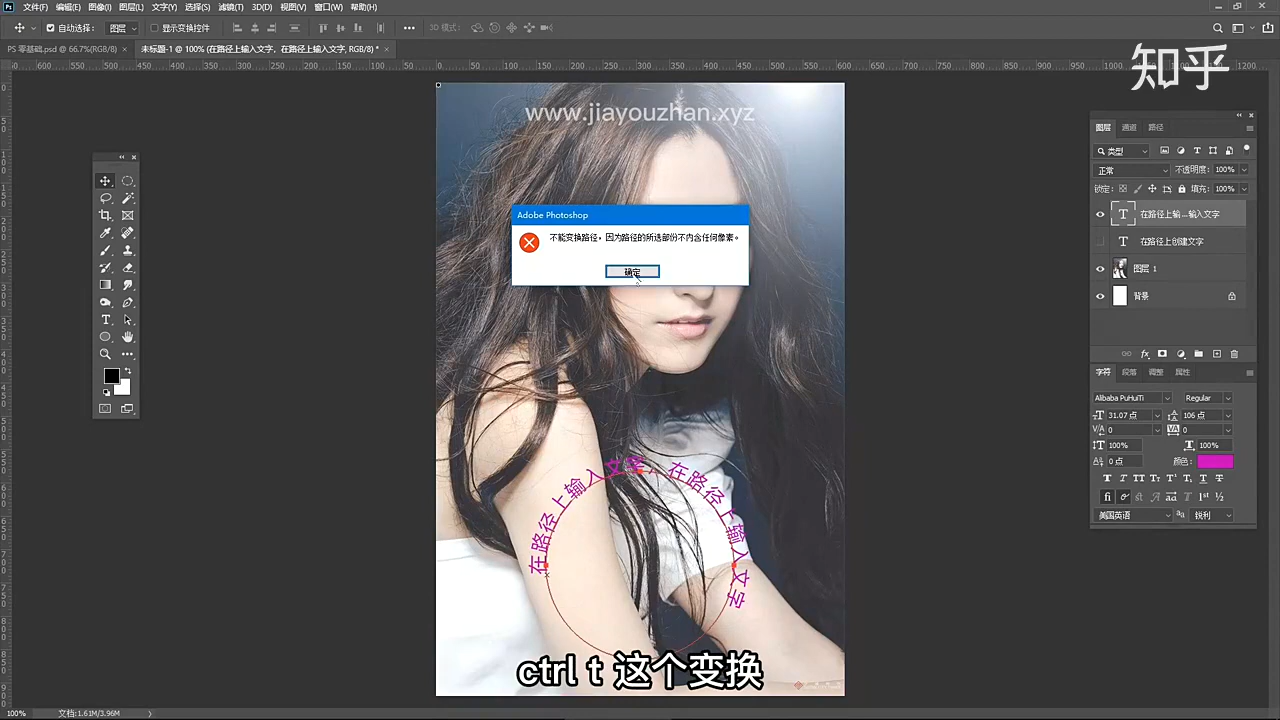 文件(F) 编辑(E) 图像(I) 图层(L) 文字(Y) 选择(S) 滤镜(T) 3D(D) 视图(V) 窗口(W) 帮助(H)
自动选择: 图层 显示变换控件 3D 模式:
PS 零基础.psd @ 66.7%(RGB/8) × 未标题-1 @ 100% (在路径上输入文字, 在路径上输入文字, RGB/8) * ×
知乎
www.jiayouzhan.xyz
Adobe Photoshop
不能变换路径，因为路径的所选部份不内含任何像素。
确定
在路径上输入文字 在路径上输入文字
ctrl t 这个变换
图层 通道 路径
类型
正常 不透明度: 100%
锁定: 填充: 100%
在路径上输...输入文字
在路径上创建文字
图层 1
背景
字符 段落 调整 属性
Alibaba PuHuiTi Regular
31.07 点 106 点
0 0
100% 100%
0 点 颜色:
美国英语 锐利
100% 文档:1.61M/3.96M